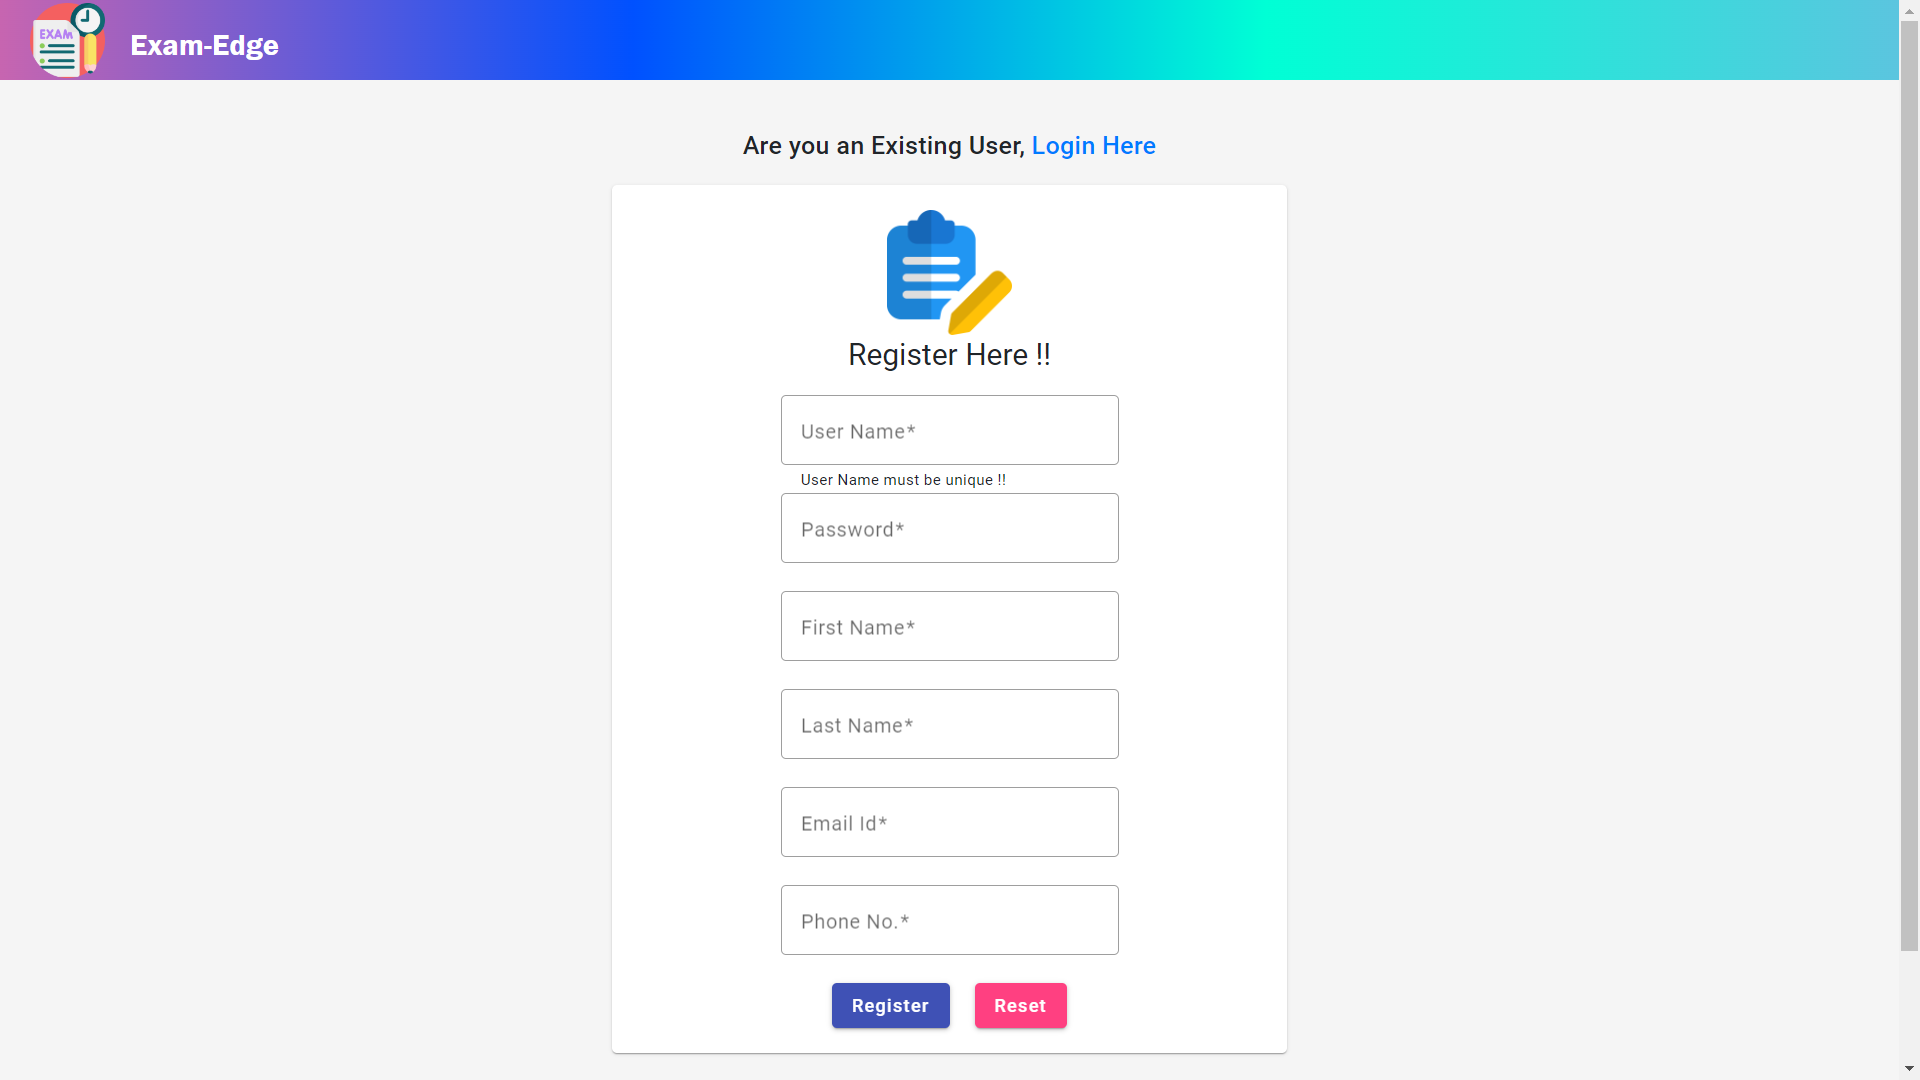 EXAM
Exam-Edge
Are you an Existing User, Login Here
Register Here !!
User Name*
User Name must be unique !!
Password*
First Name*
Last Name*
Email Id*
Phone No.*
Register
Reset